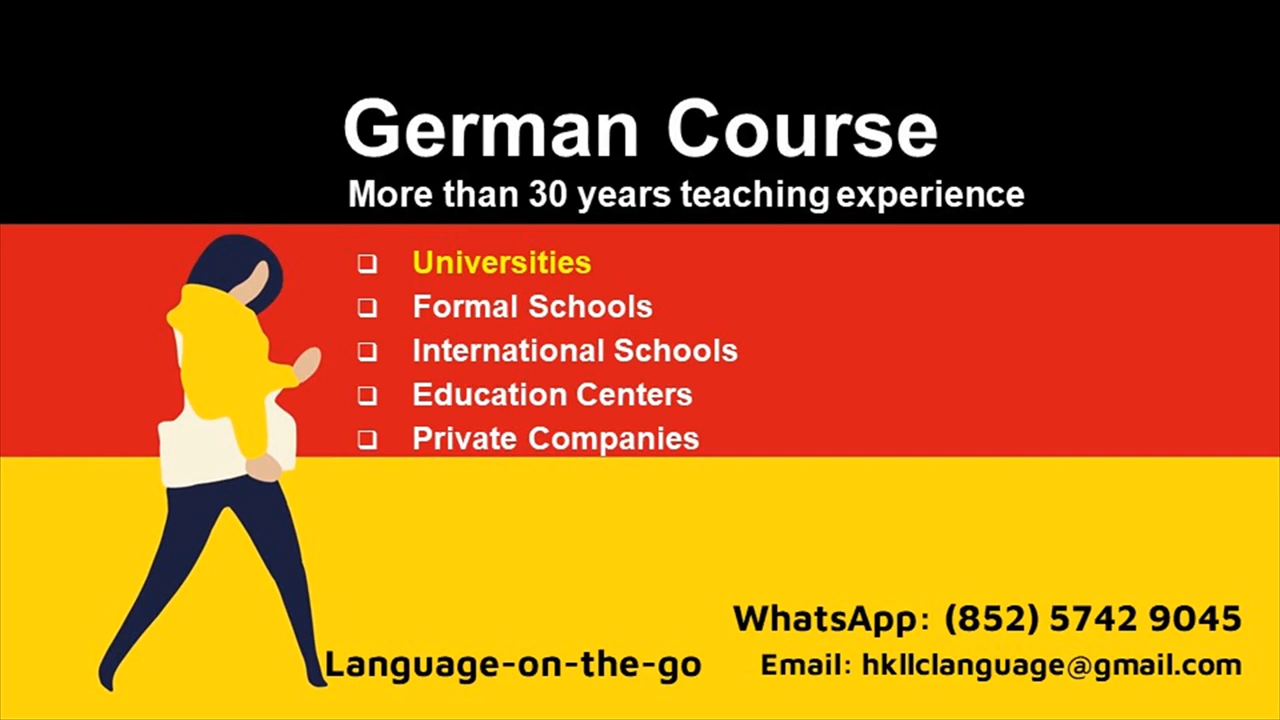 German Course
More than 30 years teaching experience
❑ Universities
❑ Formal Schools
❑ International Schools
❑ Education Centers
❑ Private Companies
WhatsApp: (852) 5742 9045
Language-on-the-go
Email: hkllclanguage@gmail.com